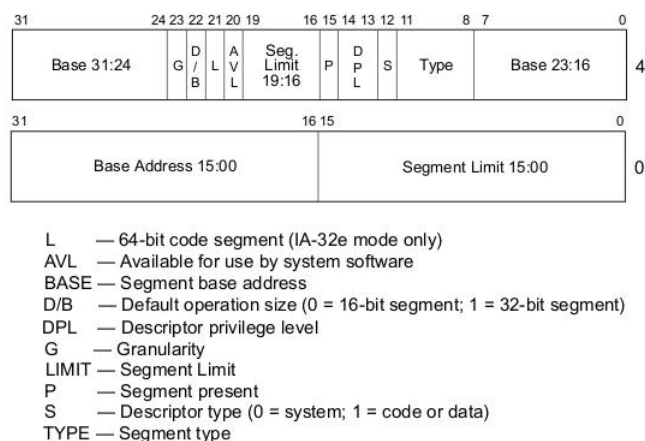 31 24 23 22 21 20 19 16 15 14 13 12 11 8 7 0
Base 31:24 G D/B L AVL Seg. Limit 19:16 P DPL S Type Base 23:16 4
31 16 15 0
Base Address 15:00 Segment Limit 15:00 0
L — 64-bit code segment (IA-32e mode only)
AVL — Available for use by system software
BASE — Segment base address
D/B — Default operation size (0 = 16-bit segment; 1 = 32-bit segment)
DPL — Descriptor privilege level
G — Granularity
LIMIT — Segment Limit
P — Segment present
S — Descriptor type (0 = system; 1 = code or data)
TYPE — Segment type